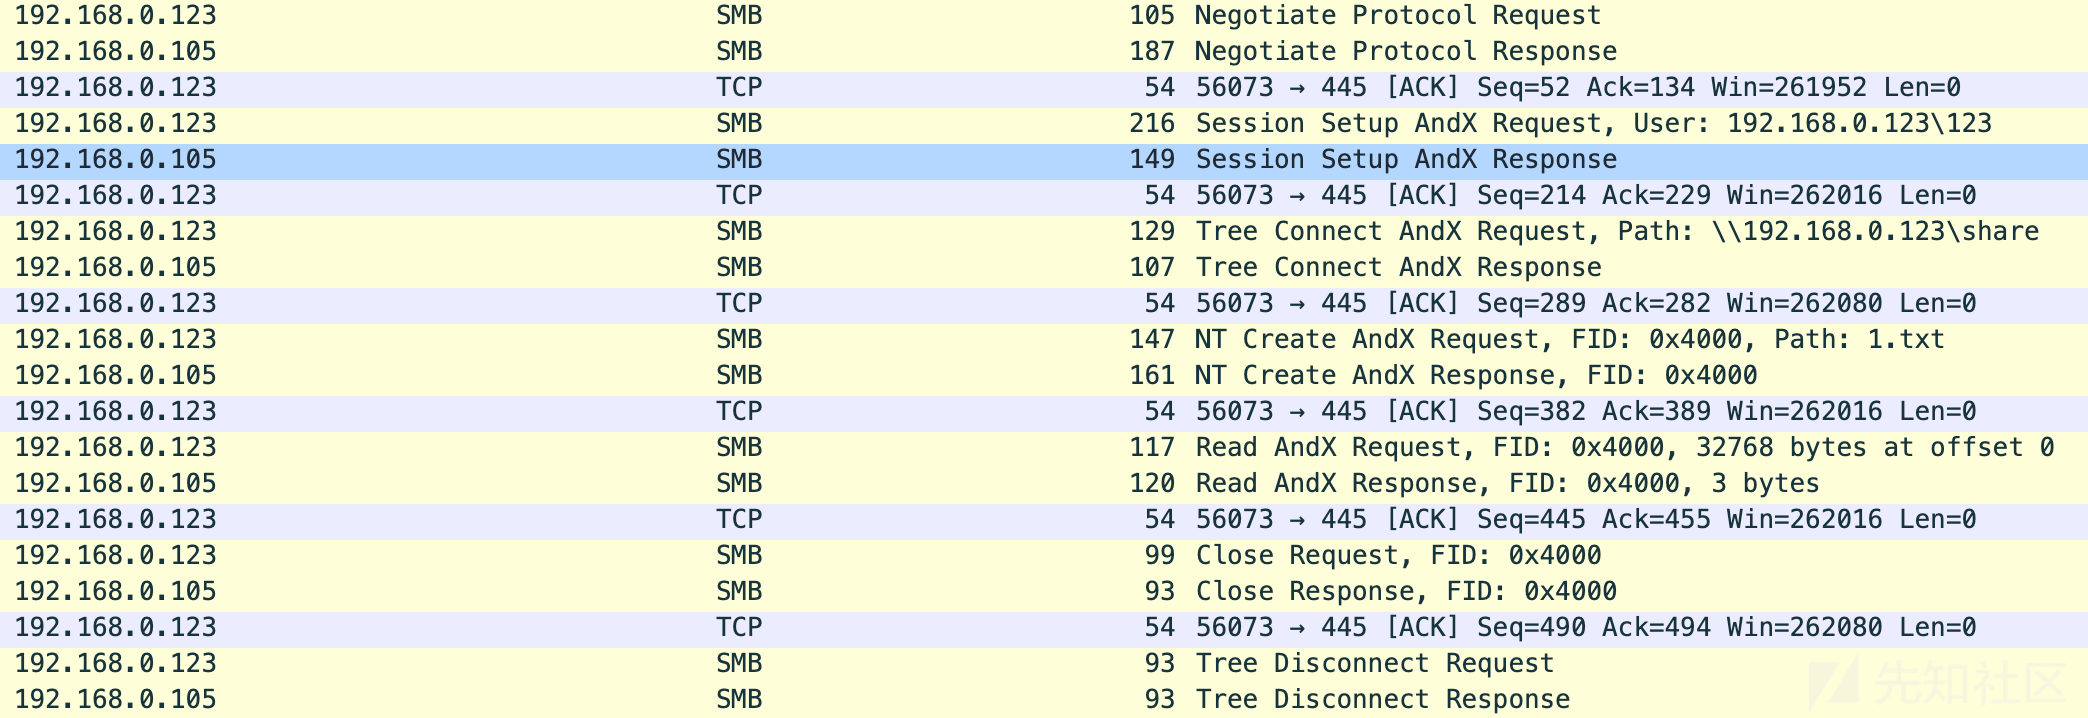 192.168.0.123 SMB 105 Negotiate Protocol Request
192.168.0.105 SMB 187 Negotiate Protocol Response
192.168.0.123 TCP 54 56073 → 445 [ACK] Seq=52 Ack=134 Win=261952 Len=0
192.168.0.123 SMB 216 Session Setup AndX Request, User: 192.168.0.123\123
192.168.0.105 SMB 149 Session Setup AndX Response
192.168.0.123 TCP 54 56073 → 445 [ACK] Seq=214 Ack=229 Win=262016 Len=0
192.168.0.123 SMB 129 Tree Connect AndX Request, Path: \\192.168.0.123\share
192.168.0.105 SMB 107 Tree Connect AndX Response
192.168.0.123 TCP 54 56073 → 445 [ACK] Seq=289 Ack=282 Win=262080 Len=0
192.168.0.123 SMB 147 NT Create AndX Request, FID: 0x4000, Path: 1.txt
192.168.0.105 SMB 161 NT Create AndX Response, FID: 0x4000
192.168.0.123 TCP 54 56073 → 445 [ACK] Seq=382 Ack=389 Win=262016 Len=0
192.168.0.123 SMB 117 Read AndX Request, FID: 0x4000, 32768 bytes at offset 0
192.168.0.105 SMB 120 Read AndX Response, FID: 0x4000, 3 bytes
192.168.0.123 TCP 54 56073 → 445 [ACK] Seq=445 Ack=455 Win=262016 Len=0
192.168.0.123 SMB 99 Close Request, FID: 0x4000
192.168.0.105 SMB 93 Close Response, FID: 0x4000
192.168.0.123 TCP 54 56073 → 445 [ACK] Seq=490 Ack=494 Win=262080 Len=0
192.168.0.123 SMB 93 Tree Disconnect Request
192.168.0.105 SMB 93 Tree Disconnect Response
先知社区